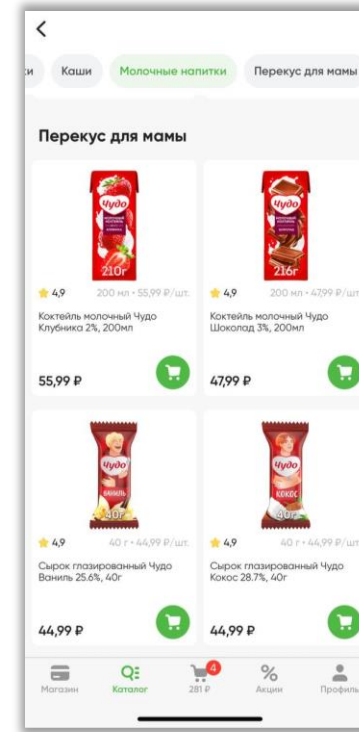 и
Каши
Молочные напитки
Перекус для мамы
Перекус для мамы
Чудо
210г
Чудо
216г
4,9
200 мл • 55,99 ₽/шт.
4,9
200 мл • 47,99 ₽/шт.
Коктейль молочный Чудо
Клубника 2%, 200мл
Коктейль молочный Чудо
Шоколад 3%, 200мл
55,99 ₽
47,99 ₽
Чудо
ВАНИЛЬ
40г
Чудо
КОКОС
40г
4,9
40 г • 44,99 ₽/шт.
4,9
40 г • 44,99 ₽/шт.
Сырок глазированный Чудо
Ваниль 25.6%, 40г
Сырок глазированный Чудо
Кокос 28.7%, 40г
44,99 ₽
44,99 ₽
4
Магазин
Каталог
281 ₽
Акции
Профиль